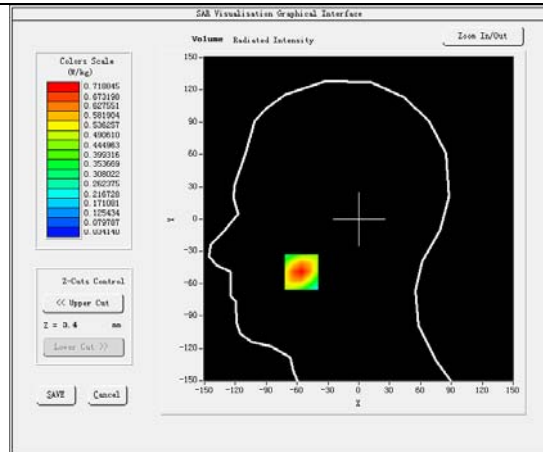 SAR Visualisation Graphical Interface
Volume Radiated Intensity
Zoom In/Out
Colors Scale
(W/kg)
0.718845
0.673198
0.627551
0.581904
0.536257
0.490610
0.444963
0.399316
0.353669
0.308022
0.262375
0.216728
0.171081
0.125434
0.079787
0.034140
Z-Cuts Control
<< Upper Cut
Z = 3.4 mm
Lower Cut >>
SAVE Cancel
150
120
90
60
30
0
-30
-60
-90
-120
-150
Y
-150 -120 -90 -60 -30 0 30 60 90 120 150
X